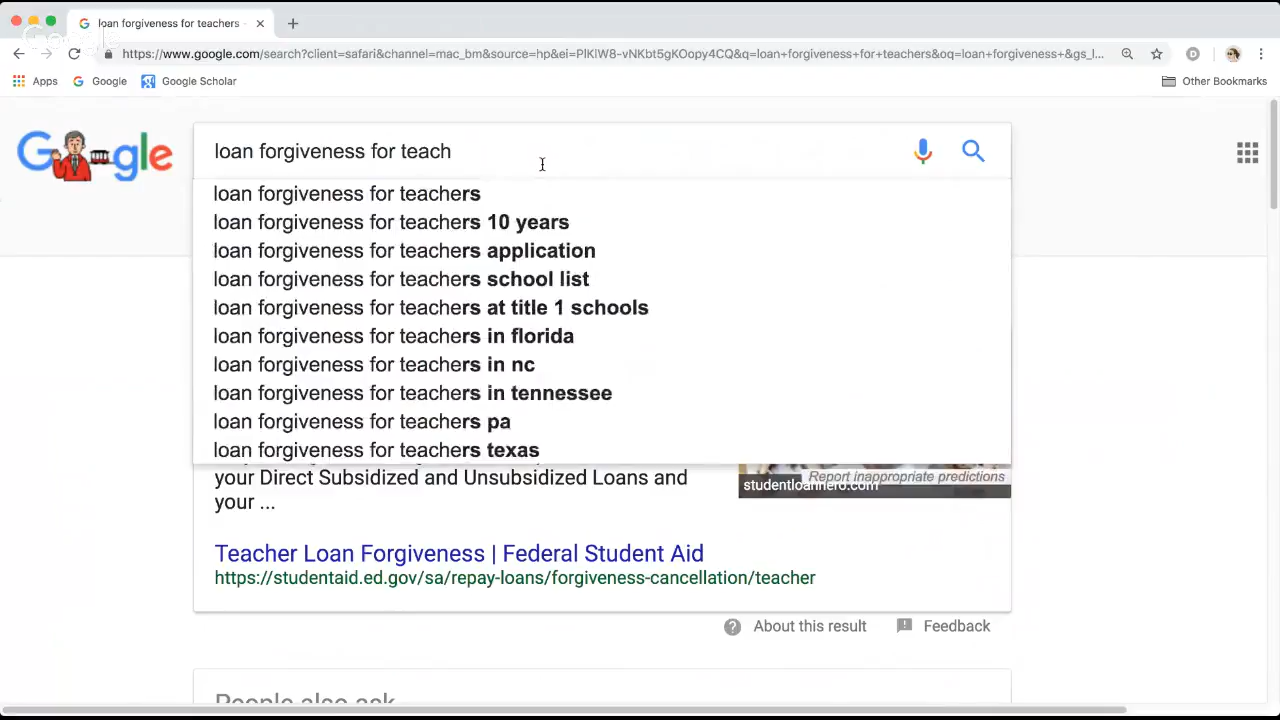 loan forgiveness for teachers -
Google
https://www.google.com/search?client=safari&channel=mac_bm&source=hp&ei=PIKlW8-vNKbt5gKOopy4CQ&q=loan+forgiveness+for+teachers&oq=loan+forgiveness+&gs_l...
D
Apps Google Google Scholar Other Bookmarks
Google
loan forgiveness for teach
loan forgiveness for teachers
loan forgiveness for teachers 10 years
loan forgiveness for teachers application
loan forgiveness for teachers school list
loan forgiveness for teachers at title 1 schools
loan forgiveness for teachers in florida
loan forgiveness for teachers in nc
loan forgiveness for teachers in tennessee
loan forgiveness for teachers pa
loan forgiveness for teachers texas
Report inappropriate predictions
your Direct Subsidized and Unsubsidized Loans and
your ...
studentloanhero.com
Teacher Loan Forgiveness | Federal Student Aid
https://studentaid.ed.gov/sa/repay-loans/forgiveness-cancellation/teacher
About this result Feedback
People also ask